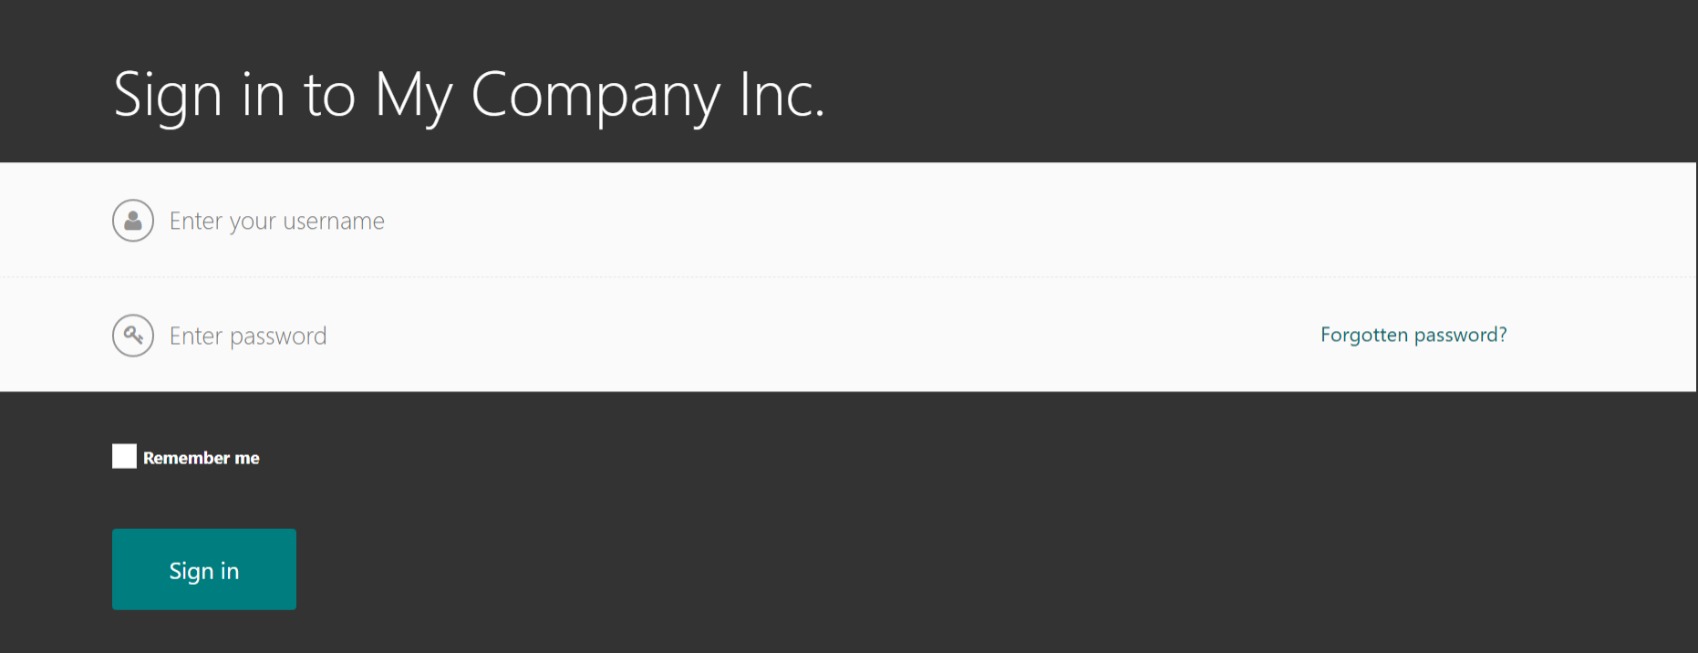 Sign in to My Company Inc.
Enter your username
Enter password
Forgotten password?
Remember me
Sign in